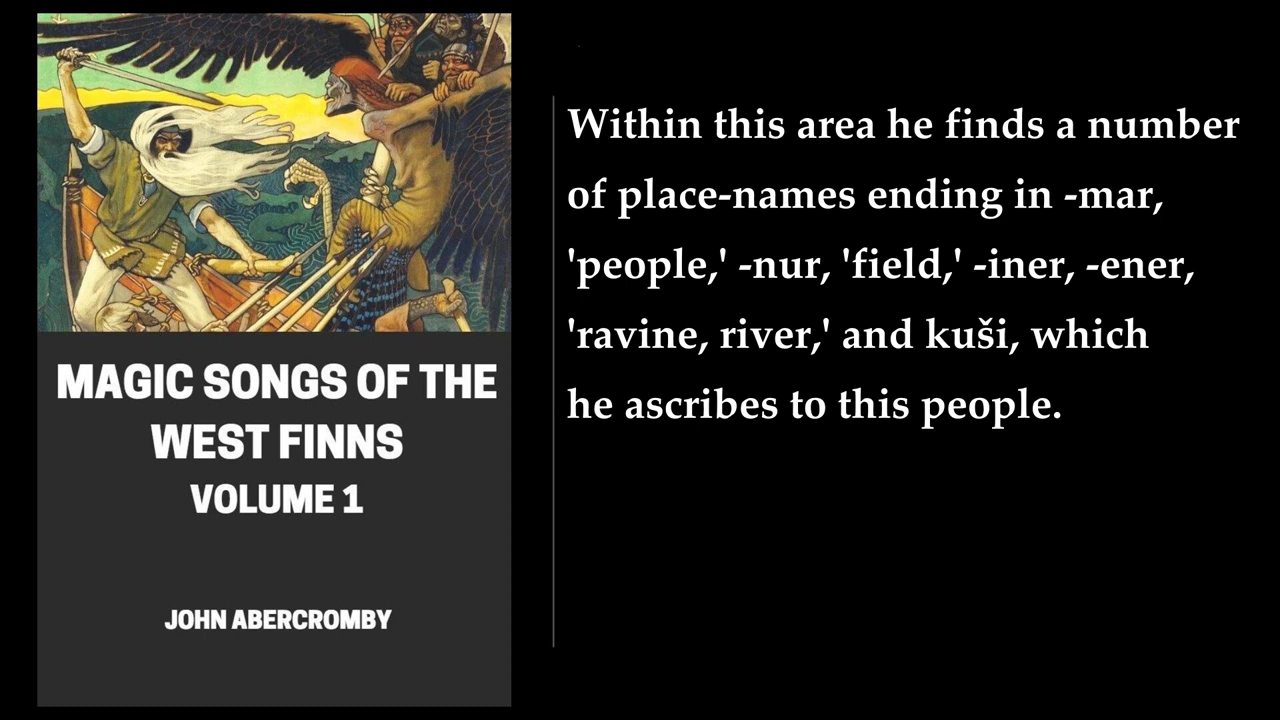 MAGIC SONGS OF THE
WEST FINNS
VOLUME 1
JOHN ABERCROMBY
Within this area he finds a number
of place-names ending in -mar,
'people,' -nur, 'field,' -iner, -ener,
'ravine, river,' and kuši, which
he ascribes to this people.